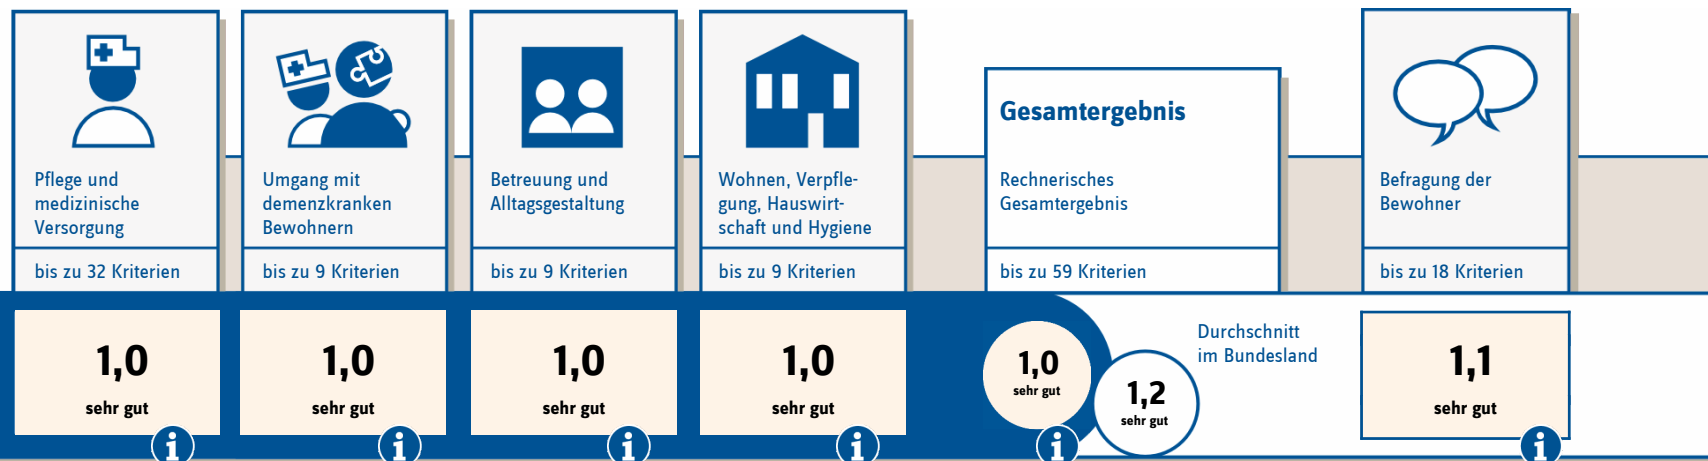 Pflege und
medizinische
Versorgung
bis zu 32 Kriterien
1,0
sehr gut
Umgang mit
demenzkranken
Bewohnern
bis zu 9 Kriterien
1,0
sehr gut
Betreuung und
Alltagsgestaltung
bis zu 9 Kriterien
1,0
sehr gut
Wohnen, Verpfle-
gung, Hauswirt-
schaft und Hygiene
bis zu 9 Kriterien
1,0
sehr gut
Gesamtergebnis
Rechnerisches
Gesamtergebnis
bis zu 59 Kriterien
1,0
sehr gut
1,2
sehr gut
Durchschnitt
im Bundesland
Befragung der
Bewohner
bis zu 18 Kriterien
1,1
sehr gut